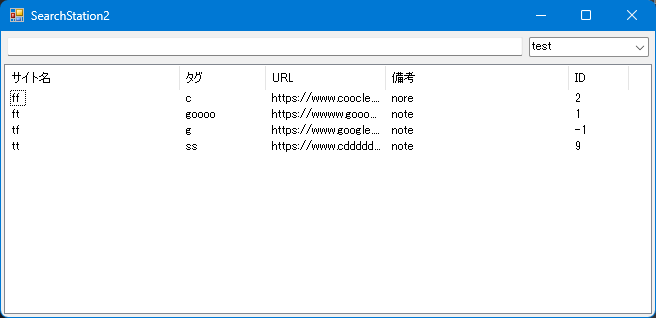 SearchStation2
test
サイト名 タグ URL 備考 ID
ff c https://www.coocle.... nore 2
ft goooo https://wwww.gooo... note 1
tf g https://www.google.... note -1
tt ss https://www.cddddd... note 9